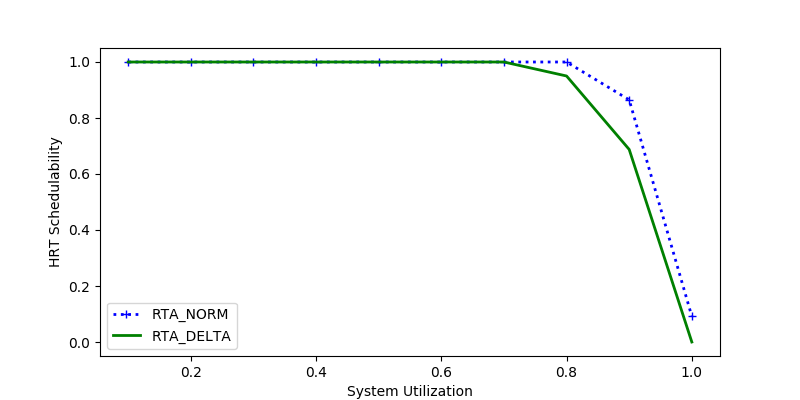 1.0
0.8
0.6
0.4
0.2
0.0
HRT Schedulability
RTA_NORM
RTA_DELTA
0.2 0.4 0.6 0.8 1.0
System Utilization